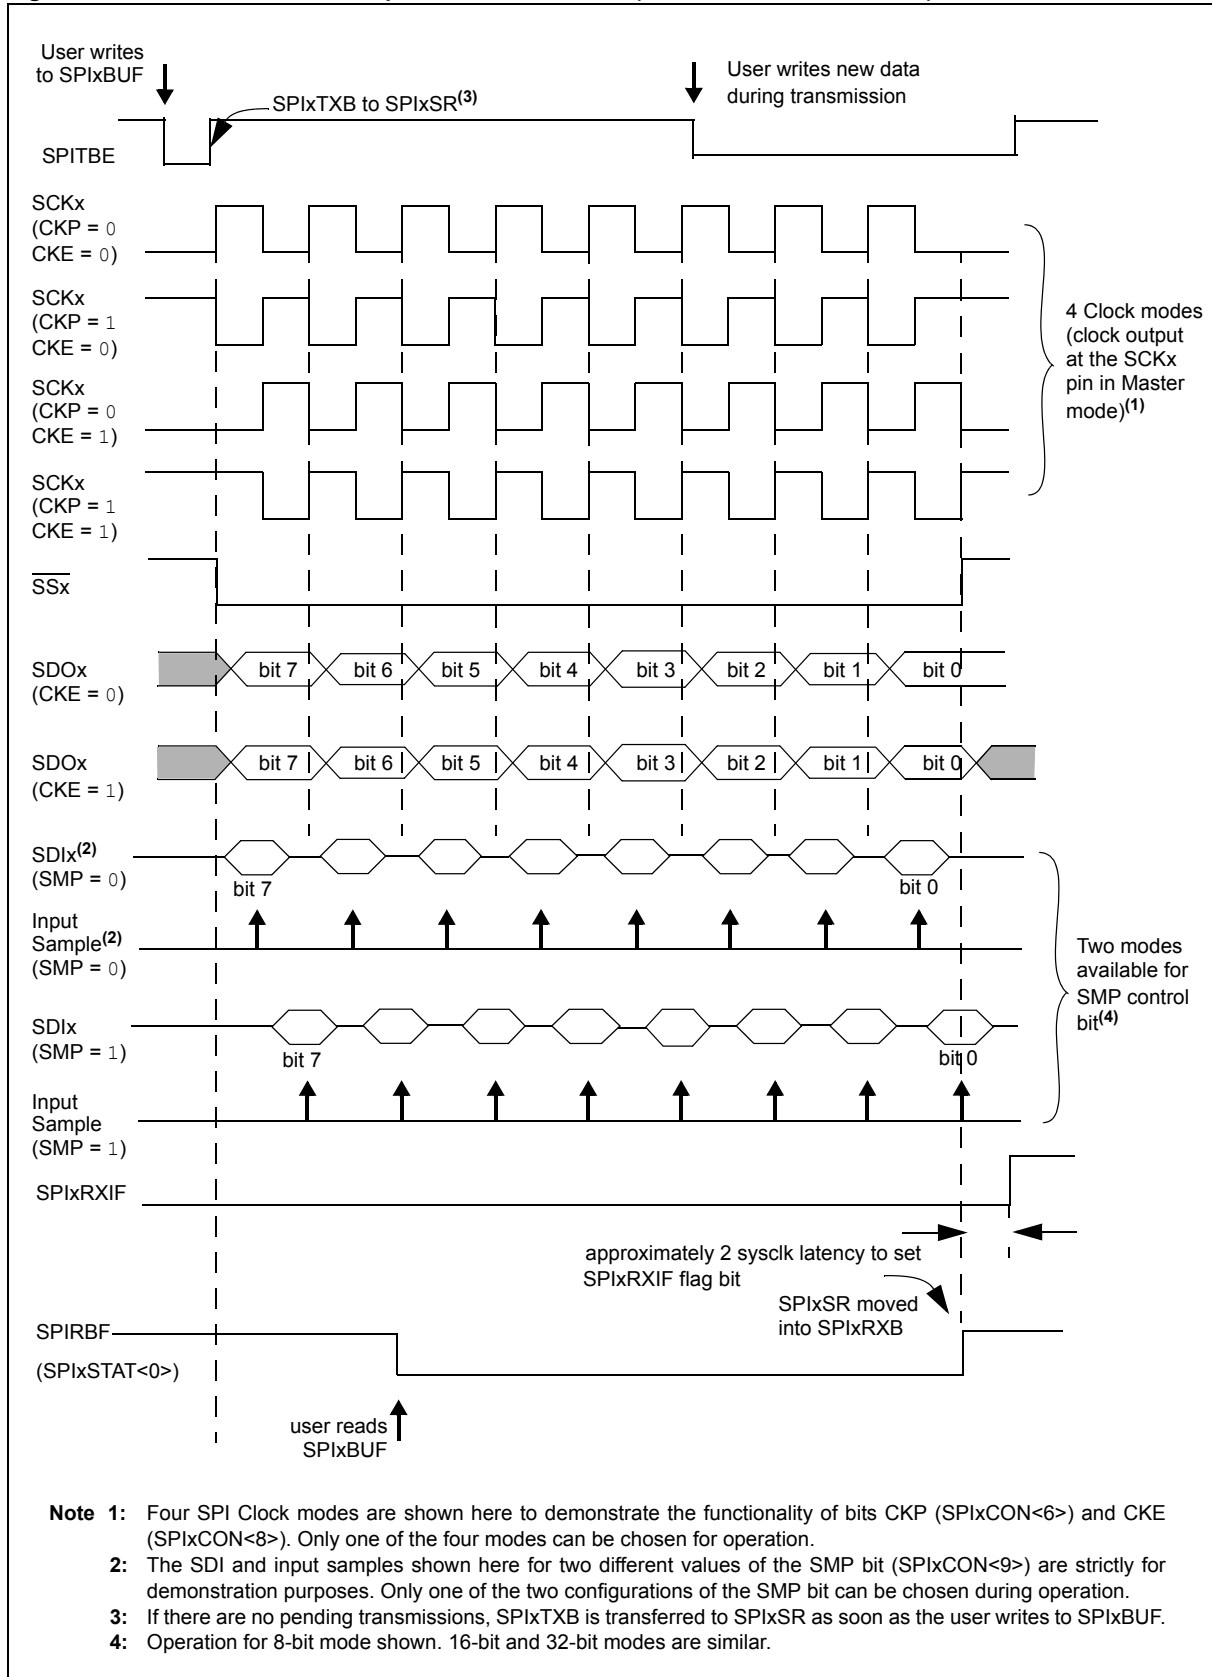 User writes
to SPIxBUF
User writes new data
during transmission
SPIxTXB to SPIxSR(3)
SPITBE
SCKx
(CKP = 0
CKE = 0)
SCKx
(CKP = 1
CKE = 0)
SCKx
(CKP = 0
CKE = 1)
SCKx
(CKP = 1
CKE = 1)
4 Clock modes
(clock output
at the SCKx
pin in Master
mode)(1)
SSx
SDOx
(CKE = 0)
bit 7 bit 6 bit 5 bit 4 bit 3 bit 2 bit 1 bit 0
SDOx
(CKE = 1)
bit 7 bit 6 bit 5 bit 4 bit 3 bit 2 bit 1 bit 0
SDIx(2)
(SMP = 0)
bit 7 bit 0
Input
Sample(2)
(SMP = 0)
SDIx
(SMP = 1)
bit 7 bit 0
Input
Sample
(SMP = 1)
Two modes
available for
SMP control
bit(4)
SPIxRXIF
approximately 2 sysclk latency to set
SPIxRXIF flag bit
SPIxSR moved
into SPIxRXB
SPIRBF
(SPIxSTAT<0>)
user reads
SPIxBUF
Note 1: Four SPI Clock modes are shown here to demonstrate the functionality of bits CKP (SPIxCON<6>) and CKE
(SPIxCON<8>). Only one of the four modes can be chosen for operation.
2: The SDI and input samples shown here for two different values of the SMP bit (SPIxCON<9>) are strictly for
demonstration purposes. Only one of the two configurations of the SMP bit can be chosen during operation.
3: If there are no pending transmissions, SPIxTXB is transferred to SPIxSR as soon as the user writes to SPIxBUF.
4: Operation for 8-bit mode shown. 16-bit and 32-bit modes are similar.